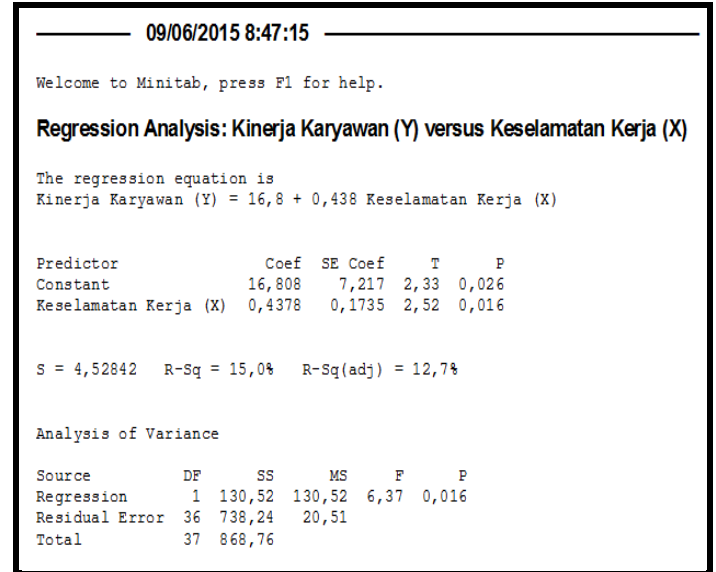 09/06/2015 8:47:15
Welcome to Minitab, press F1 for help.
Regression Analysis: Kinerja Karyawan (Y) versus Keselamatan Kerja (X)
The regression equation is
Kinerja Karyawan (Y) = 16,8 + 0,438 Keselamatan Kerja (X)
Predictor Coef SE Coef T P
Constant 16,808 7,217 2,33 0,026
Keselamatan Kerja (X) 0,4378 0,1735 2,52 0,016
S = 4,52842 R-Sq = 15,0% R-Sq(adj) = 12,7%
Analysis of Variance
Source DF SS MS F P
Regression 1 130,52 130,52 6,37 0,016
Residual Error 36 738,24 20,51
Total 37 868,76